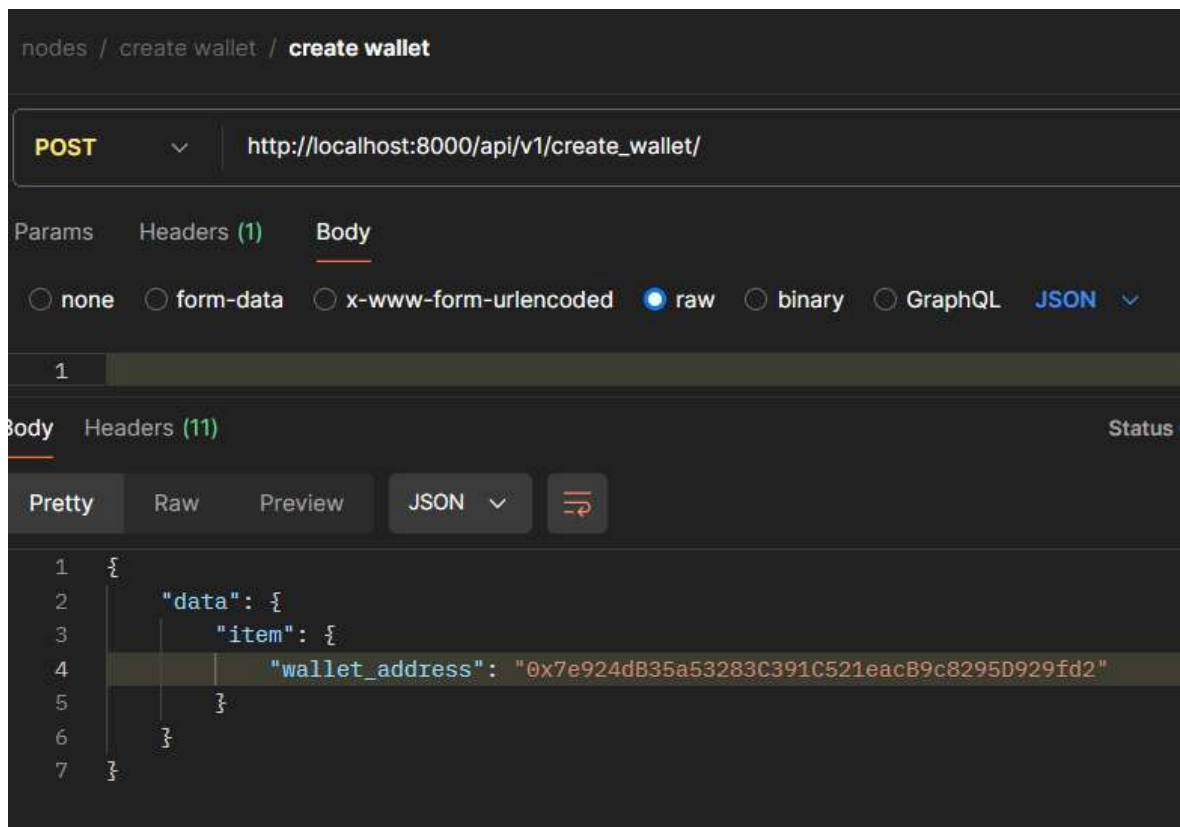 nodes / create wallet / create wallet
POST http://localhost:8000/api/v1/create_wallet/
Params Headers (1) Body
none form-data x-www-form-urlencoded raw binary GraphQL JSON
1
Body Headers (11) Status
Pretty Raw Preview JSON
1 {
2 "data": {
3 "item": {
4 "wallet_address": "0x7e924dB35a53283C391C521eacB9c8295D929fd2"
5 }
6 }
7 }